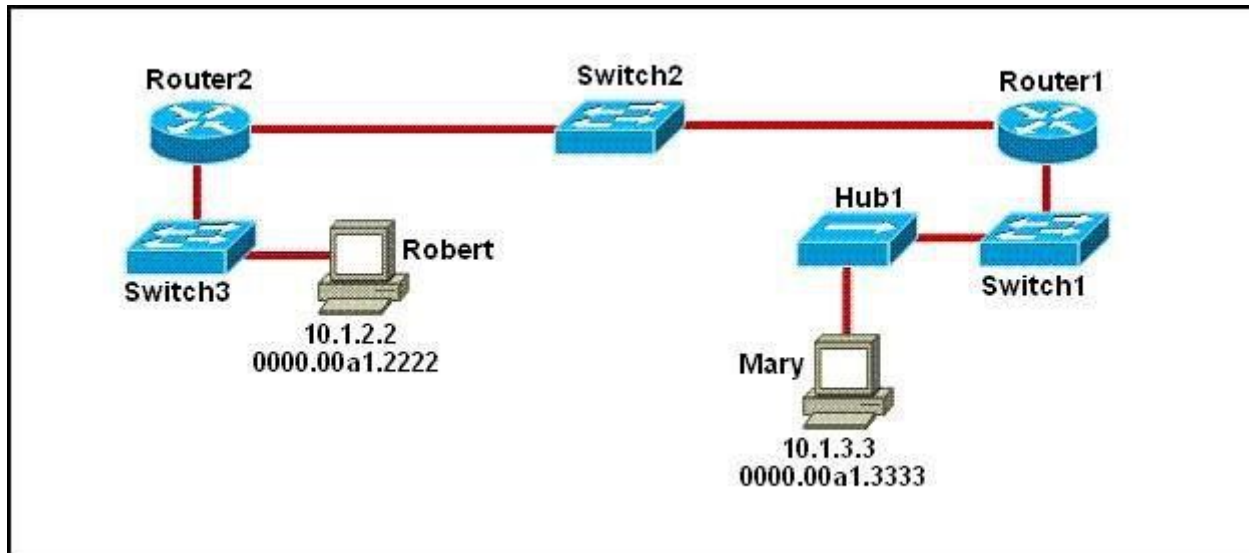 Router2
Switch2
Router1
Hub1
Robert
Switch3
Switch1
10.1.2.2
0000.00a1.2222
Mary
10.1.3.3
0000.00a1.3333